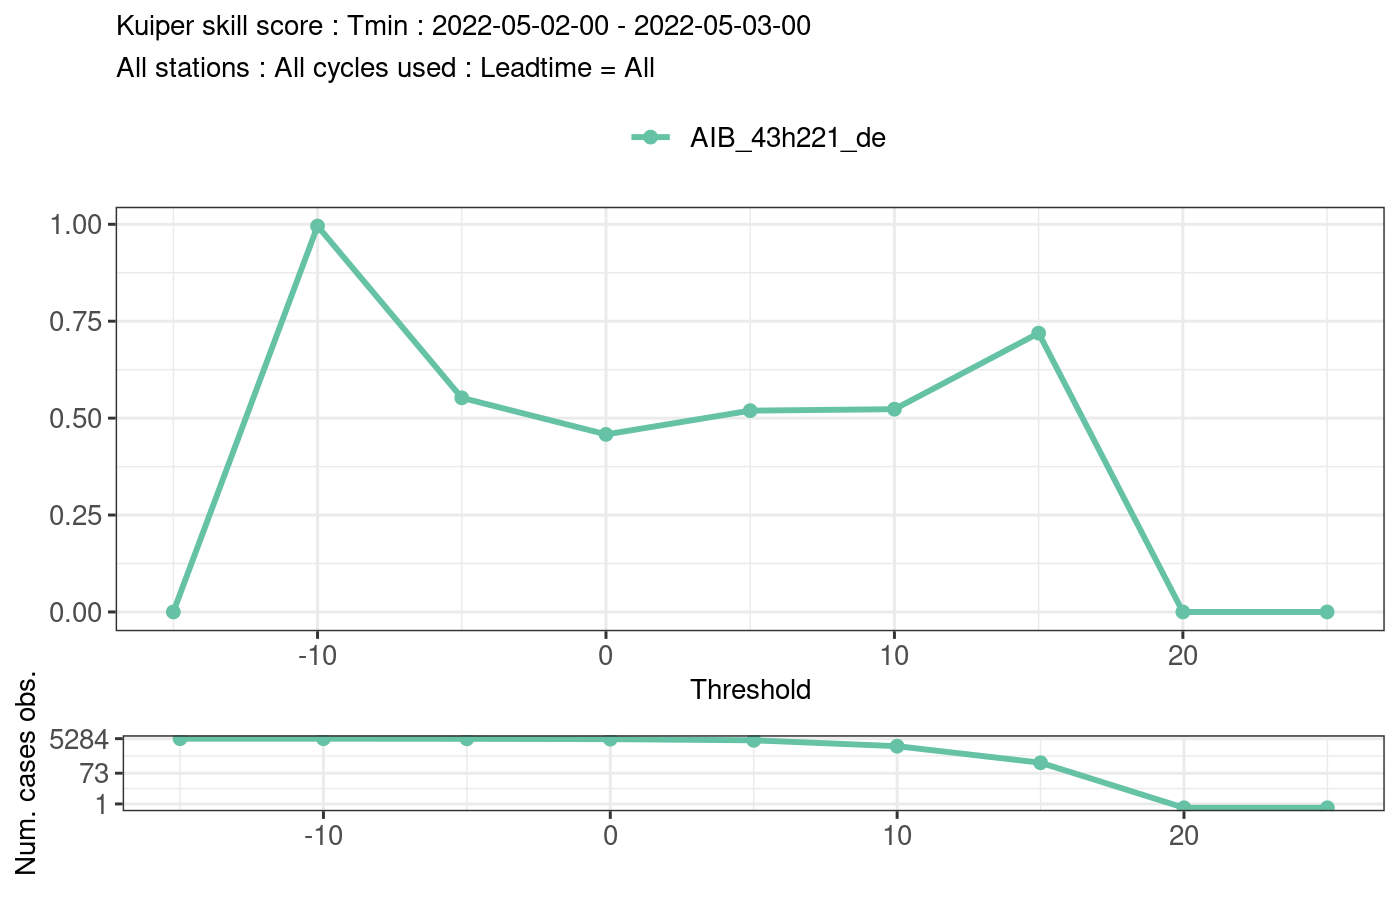 Kuiper skill score : Tmin : 2022-05-02-00 - 2022-05-03-00
All stations : All cycles used : Leadtime = All
AIB_43h221_de
1.00
0.75
0.50
0.25
0.00
-10 0 10 20
Threshold
Num. cases obs.
5284
73
1
-10 0 10 20